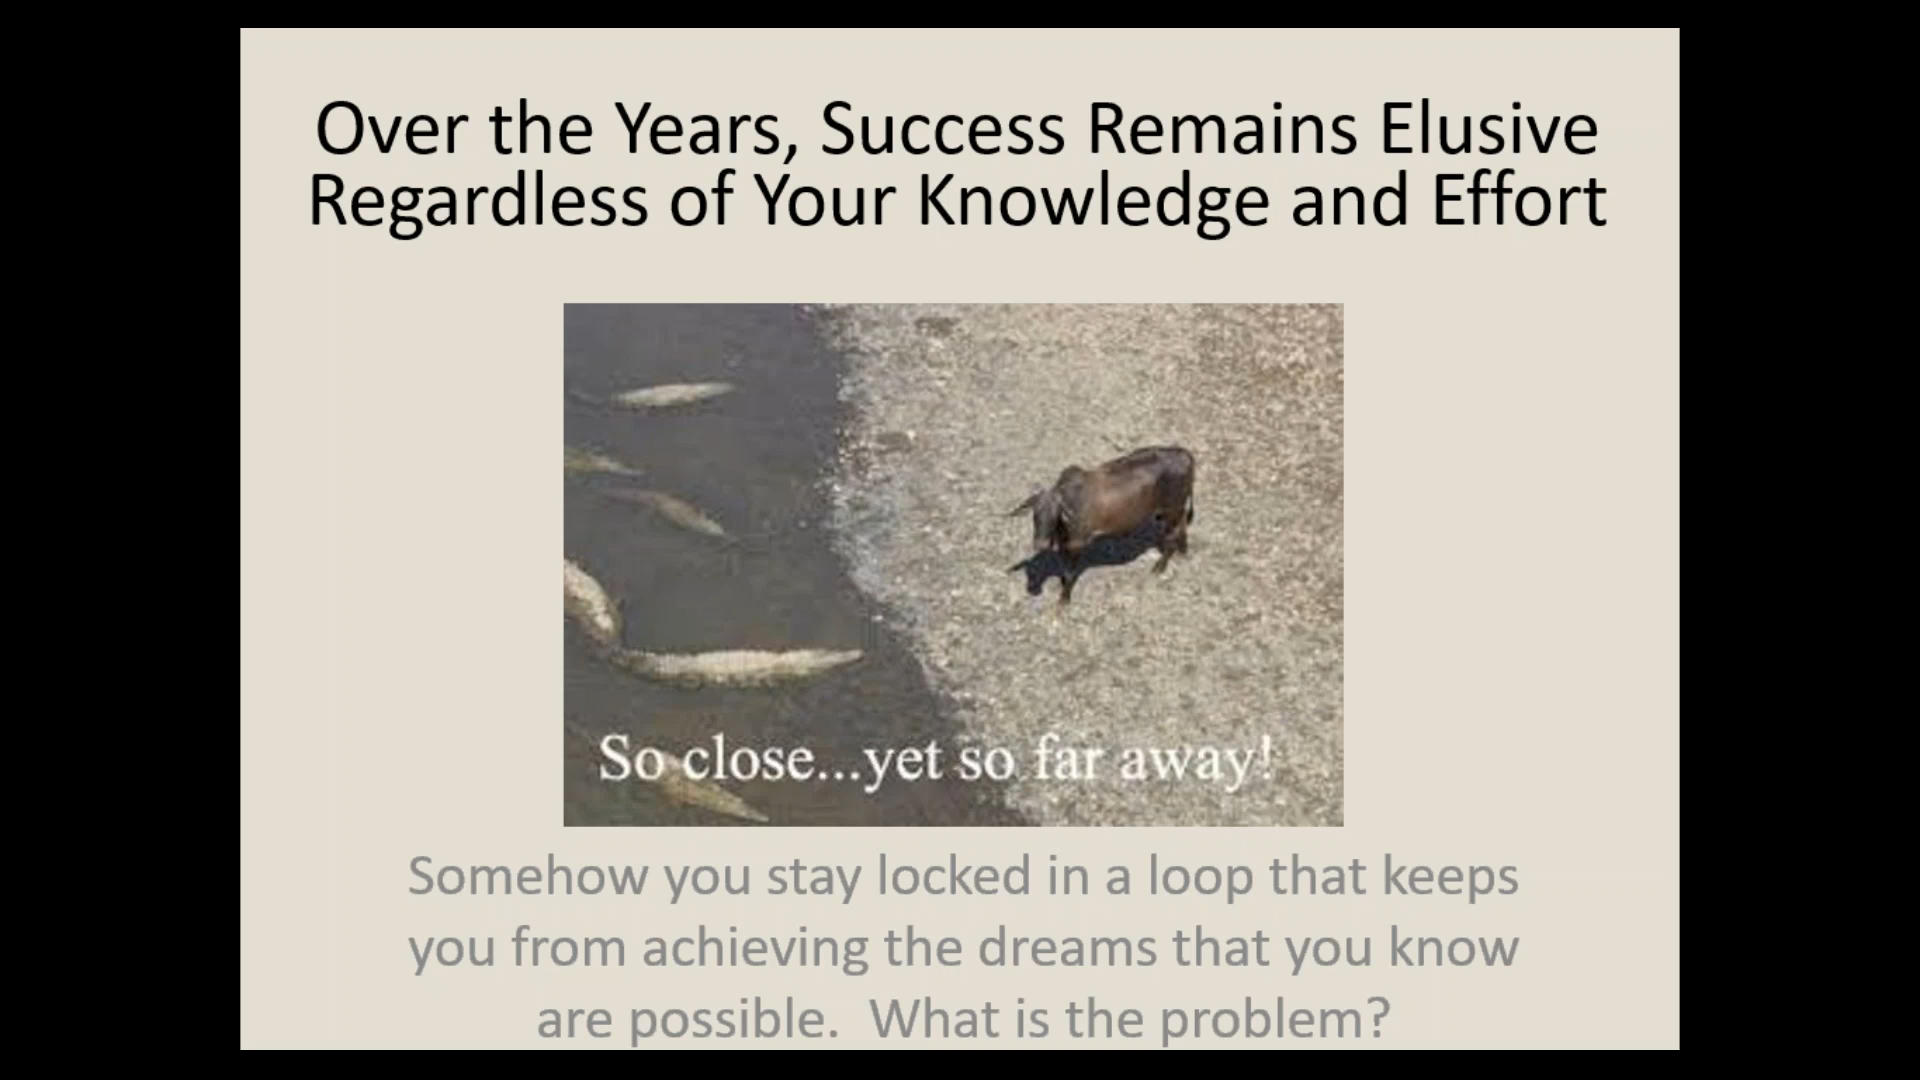 Over the Years, Success Remains Elusive
Regardless of Your Knowledge and Effort
So close...yet so far away!
Somehow you stay locked in a loop that keeps
you from achieving the dreams that you know
are possible.  What is the problem?